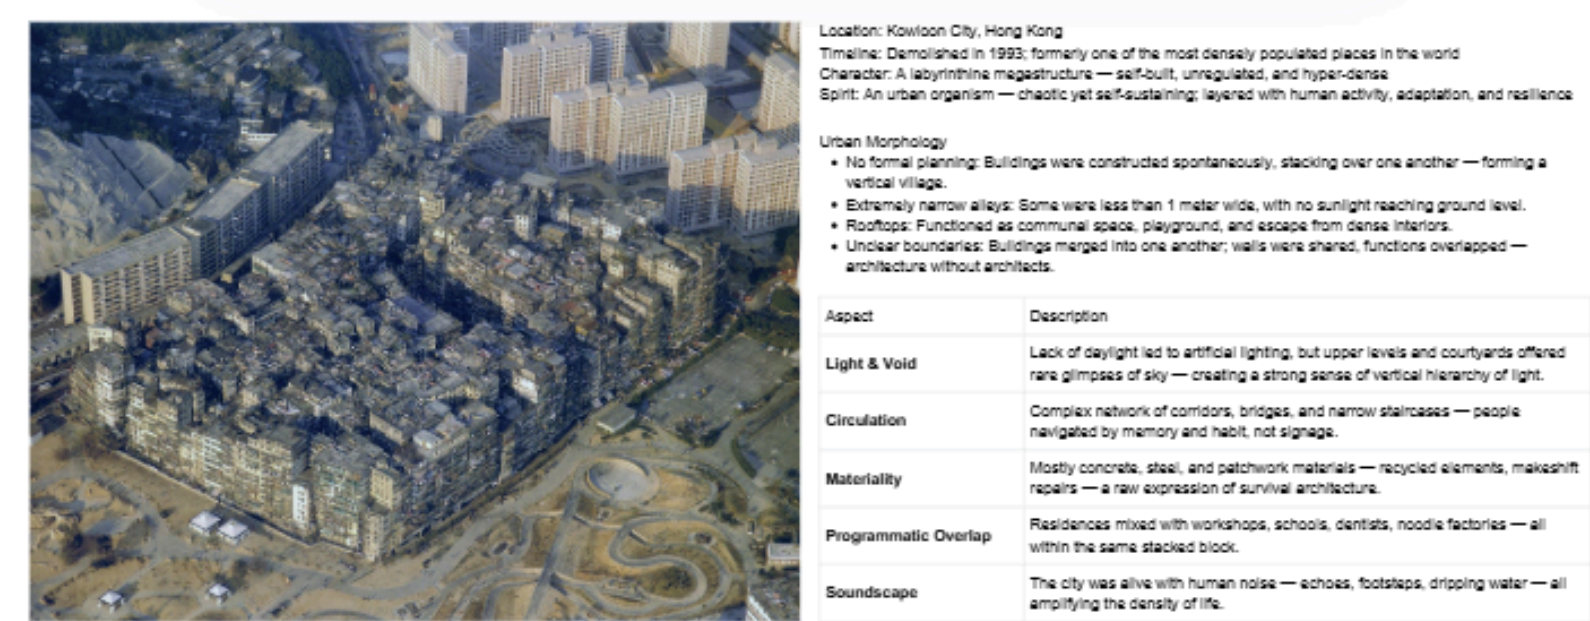 Location: Kowloon City, Hong Kong
Timeline: Demolished in 1993; formerly one of the most densely populated places in the world
Character: A labyrinthine megastructure — self-built, unregulated, and hyper-dense
Spirit: An urban organism — chaotic yet self-sustaining; layered with human activity, adaptation, and resilience
Urban Morphology
• No formal planning: Buildings were constructed spontaneously, stacking over one another — forming a
vertical village.
• Extremely narrow alleys: Some were less than 1 meter wide, with no sunlight reaching ground level.
• Rooftops: Functioned as communal space, playground, and escape from dense interiors.
• Unclear boundaries: Buildings merged into one another; walls were shared, functions overlapped —
architecture without architects.
Aspect Description
Light & Void
Lack of daylight led to artificial lighting, but upper levels and courtyards offered
rare glimpses of sky — creating a strong sense of vertical hierarchy of light.
Circulation
Complex network of corridors, bridges, and narrow staircases — people
navigated by memory and habit, not signage.
Materiality
Mostly concrete, steel, and patchwork materials — recycled elements, makeshift
repairs — a raw expression of survival architecture.
Programmatic Overlap
Residences mixed with workshops, schools, dentists, noodle factories — all
within the same stacked block.
Soundscape
The city was alive with human noise — echoes, footsteps, dripping water — all
amplifying the density of life.